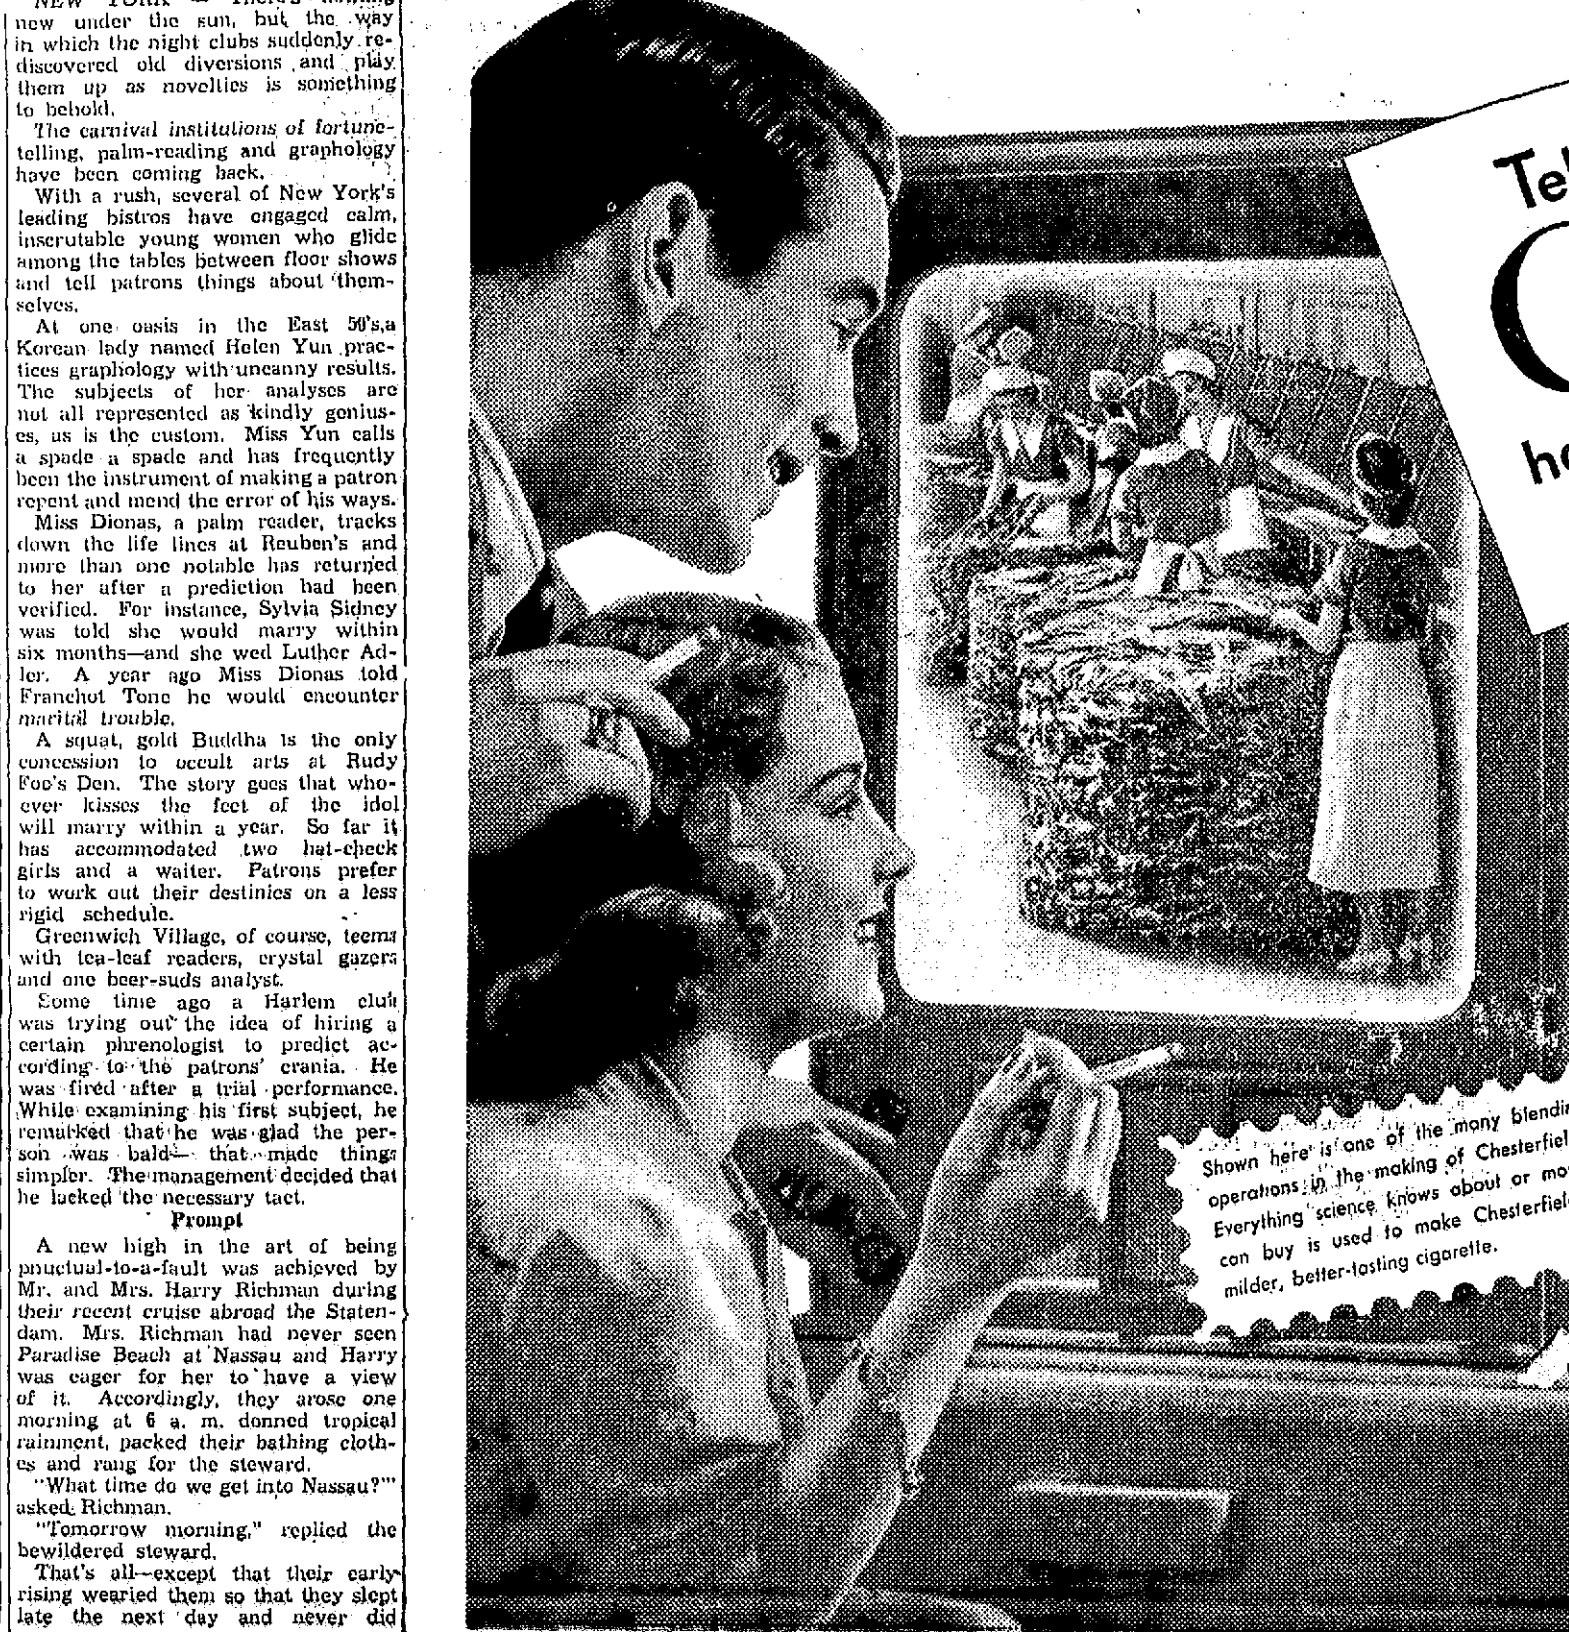 NEW YORK — There's nothing
new under the sun, but the way
in which the night clubs suddenly re-
discovered old diversions and play
them up as novelties is something
to behold.
The carnival institutions of fortune-
telling, palm-reading and graphology
have been coming back.
With a rush, several of New York's
leading bistros have engaged calm,
inscrutable young women who glide
among the tables between floor shows
and tell patrons things about them-
selves.
At one oasis in the East 50's,a
Korean lady named Helen Yun prac-
tices graphology with uncanny results.
The subjects of her analyses are
not all represented as kindly genius-
es, as is the custom. Miss Yun calls
a spade a spade and has frequently
been the instrument of making a patron
repent and mend the error of his ways.
Miss Dionas, a palm reader, tracks
down the life lines at Reuben's and
more than one notable has returned
to her after a prediction had been
verified. For instance, Sylvia Sidney
was told she would marry within
six months—and she wed Luther Ad-
ler. A year ago Miss Dionas told
Franchot Tone he would encounter
marital trouble.
A squat, gold Buddha is the only
concession to occult arts at Rudy
Foo's Den. The story goes that who-
ever kisses the feet of the idol
will marry within a year. So far it
has accommodated two hat-check
girls and a waiter. Patrons prefer
to work out their destinies on a less
rigid schedule.
Greenwich Village, of course, teems
with tea-leaf readers, crystal gazers
and one beer-suds analyst.
Some time ago a Harlem club
was trying out the idea of hiring a
certain phrenologist to predict ac-
cording to the patrons' crania. He
was fired after a trial performance.
While examining his first subject, he
remarked that he was glad the per-
son was bald— that made things
simpler. The management decided that
he lacked the necessary tact.
Prompt
A new high in the art of being
pnuctual-to-a-fault was achieved by
Mr. and Mrs. Harry Richman during
their recent cruise abroad the Staten-
dam. Mrs. Richman had never seen
Paradise Beach at Nassau and Harry
was eager for her to have a view
of it. Accordingly, they arose one
morning at 6 a. m. donned tropical
rainment, packed their bathing cloth-
es and rang for the steward.
"What time do we get into Nassau?'"
asked Richman.
"Tomorrow morning," replied the
bewildered steward.
That's all—except that their early
rising wearied them so that they slept
late the next day and never did
Shown here is one of the many blendi
operations in the making of Chesterfiel
Everything science knows about or mo
can buy is used to make Chesterfiel
milder, better-tasting cigarette.